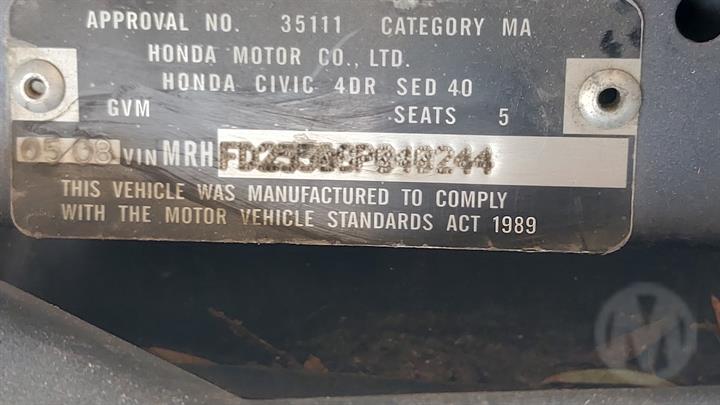 APPROVAL NO. 35111 CATEGORY MA
HONDA MOTOR CO., LTD.
HONDA CIVIC 4DR SED 40
GVM SEATS 5
05/08 VIN MRH
THIS VEHICLE WAS MANUFACTURED TO COMPLY
WITH THE MOTOR VEHICLE STANDARDS ACT 1989
M